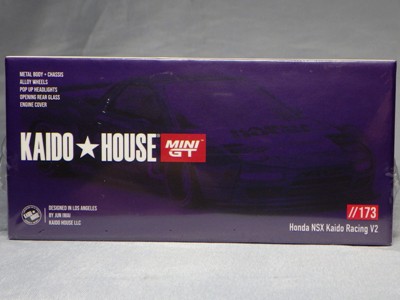 METAL BODY + CHASSIS
ALLOY WHEELS
POP UP HEADLIGHTS
OPENING REAR GLASS
ENGINE COVER
KAIDO★HOUSE®
MINI
GT
DESIGNED IN LOS ANGELES
BY JUN IMAI
KAIDO HOUSE LLC
//173
Honda NSX Kaido Racing V2